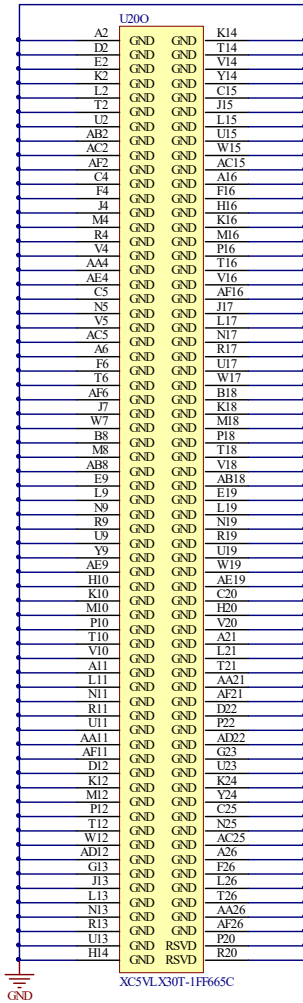 U20O
A2 GND GND K14
D2 GND GND T14
E2 GND GND V14
K2 GND GND Y14
L2 GND GND C15
T2 GND GND J15
U2 GND GND L15
AB2 GND GND U15
AC2 GND GND W15
AF2 GND GND AC15
C4 GND GND A16
F4 GND GND F16
J4 GND GND H16
M4 GND GND K16
R4 GND GND M16
V4 GND GND P16
AA4 GND GND T16
AE4 GND GND V16
C5 GND GND AF16
N5 GND GND J17
V5 GND GND L17
AC5 GND GND N17
A6 GND GND R17
F6 GND GND U17
T6 GND GND W17
AF6 GND GND B18
J7 GND GND K18
W7 GND GND M18
B8 GND GND P18
M8 GND GND T18
AB8 GND GND V18
E9 GND GND AB18
L9 GND GND E19
N9 GND GND L19
R9 GND GND N19
U9 GND GND R19
Y9 GND GND U19
AE9 GND GND W19
H10 GND GND AE19
K10 GND GND C20
M10 GND GND H20
P10 GND GND V20
T10 GND GND A21
V10 GND GND L21
A11 GND GND T21
L11 GND GND AA21
N11 GND GND AF21
R11 GND GND D22
U11 GND GND P22
AA11 GND GND AD22
AF11 GND GND G23
D12 GND GND U23
K12 GND GND K24
M12 GND GND Y24
P12 GND GND C25
T12 GND GND N25
W12 GND GND AC25
AD12 GND GND A26
G13 GND GND F26
J13 GND GND L26
L13 GND GND T26
N13 GND GND AA26
R13 GND GND AF26
U13 GND RSVD P20
H14 GND RSVD R20
XC5VLX30T-1FF665C
GND